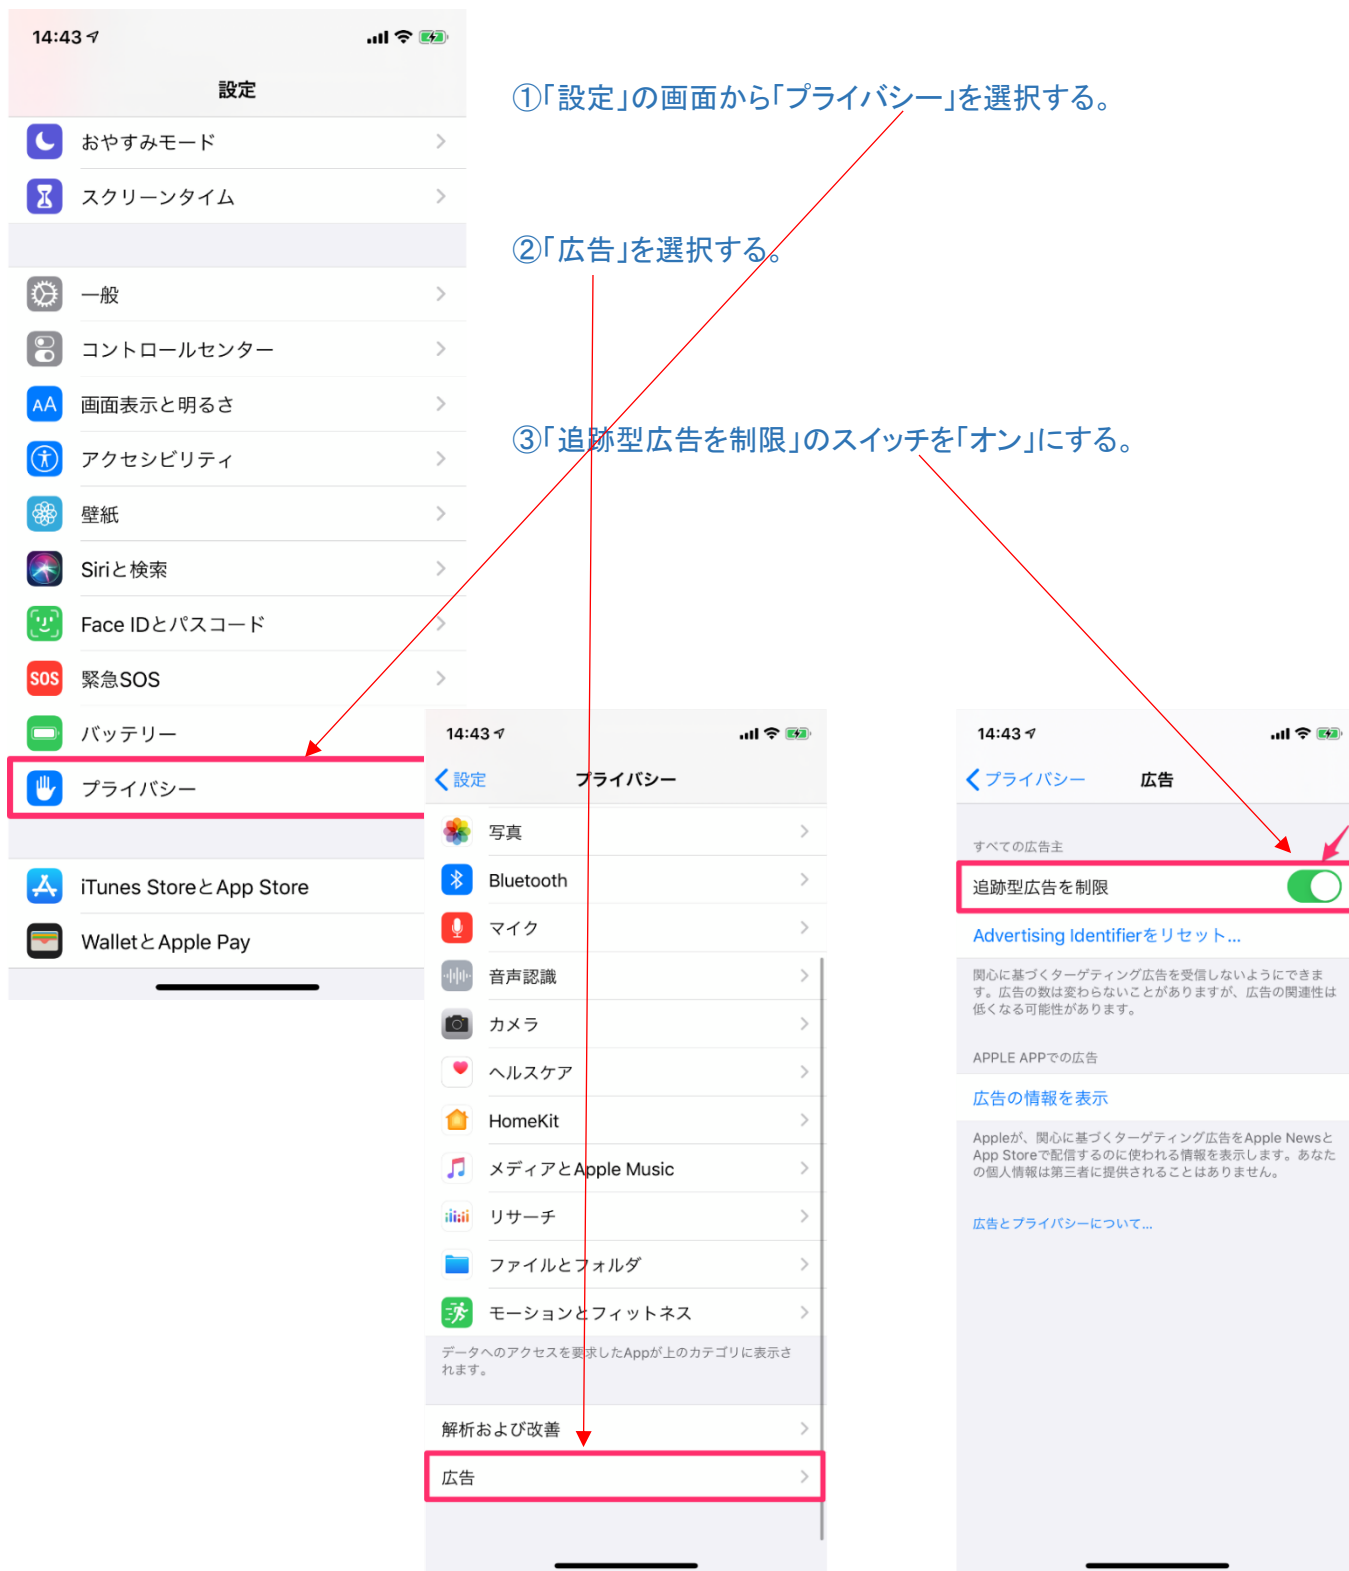 14:43
設定
おやすみモード
スクリーンタイム
一般
コントロールセンター
AA 画面表示と明るさ
アクセシビリティ
壁紙
Siriと検索
Face IDとパスコード
SOS 緊急SOS
バッテリー
プライバシー
iTunes StoreとApp Store
WalletとApple Pay
①「設定」の画面から「プライバシー」を選択する。
②「広告」を選択する。
③「追跡型広告を制限」のスイッチを「オン」にする。
14:43
設定 プライバシー
写真
Bluetooth
マイク
音声認識
カメラ
ヘルスケア
HomeKit
メディアとApple Music
リサーチ
ファイルとフォルダ
モーションとフィットネス
データへのアクセスを要求したAppが上のカテゴリに表示さ
れます。
解析および改善
広告
14:43
プライバシー 広告
すべての広告主
追跡型広告を制限
Advertising Identifierをリセット...
関心に基づくターゲティング広告を受信しないようにできま
す。広告の数は変わらないことがありますが、広告の関連性は
低くなる可能性があります。
APPLE APPでの広告
広告の情報を表示
Appleが、関心に基づくターゲティング広告をApple Newsと
App Storeで配信するのに使われる情報を表示します。あなた
の個人情報は第三者に提供されることはありません。
広告とプライバシーについて...